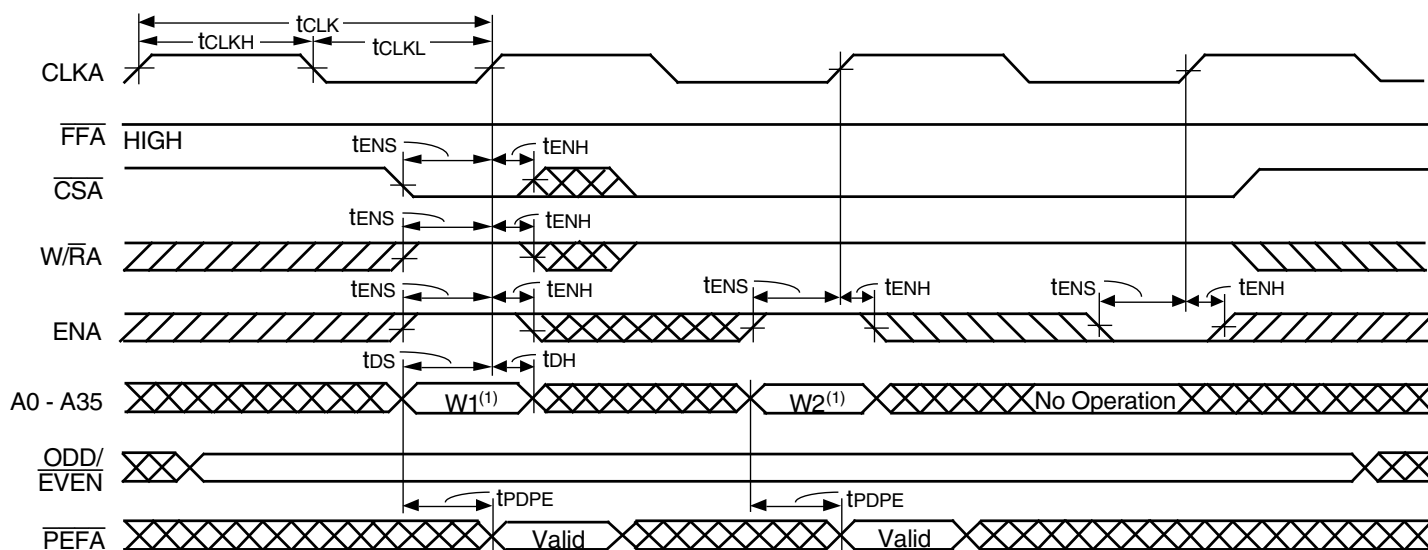 tCLK
tCLKH
tCLKL
CLKA
FFA
HIGH
tENS
tENH
CSA
tENS
tENH
W/RA
tENS
tENH
tENS
tENH
tENS
tENH
ENA
tDS
tDH
A0 - A35
W1(1)
W2(1)
No Operation
ODD/
EVEN
tPDPE
tPDPE
PEFA
Valid
Valid